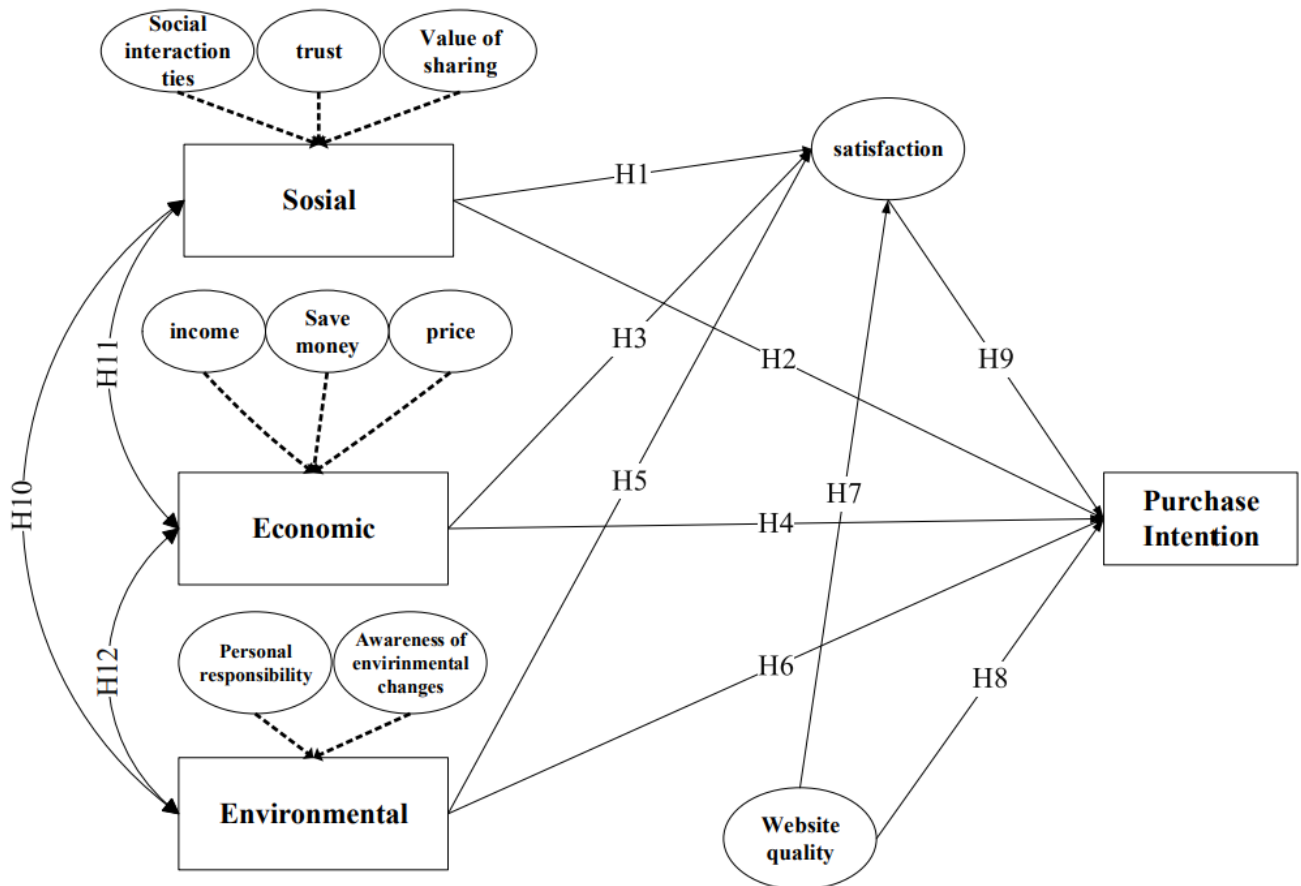 Social
interaction
ties
trust
Value of
sharing
satisfaction
Sosial
H1
income
Save
money
price
H3
H2
H9
H11
H10
H5
H7
Economic
H4
Purchase
Intention
H12
Personal
responsibility
Awareness of
envirinmental
changes
H6
H8
Environmental
Website
quality